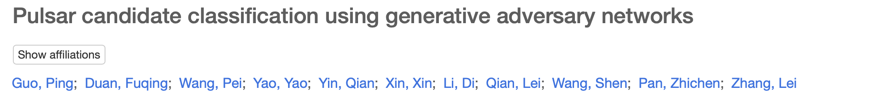 Pulsar candidate classification using generative adversary networks
Show affiliations
Guo, Ping; Duan, Fuqing; Wang, Pei; Yao, Yao; Yin, Qian; Xin, Xin; Li, Di; Qian, Lei; Wang, Shen; Pan, Zhichen; Zhang, Lei